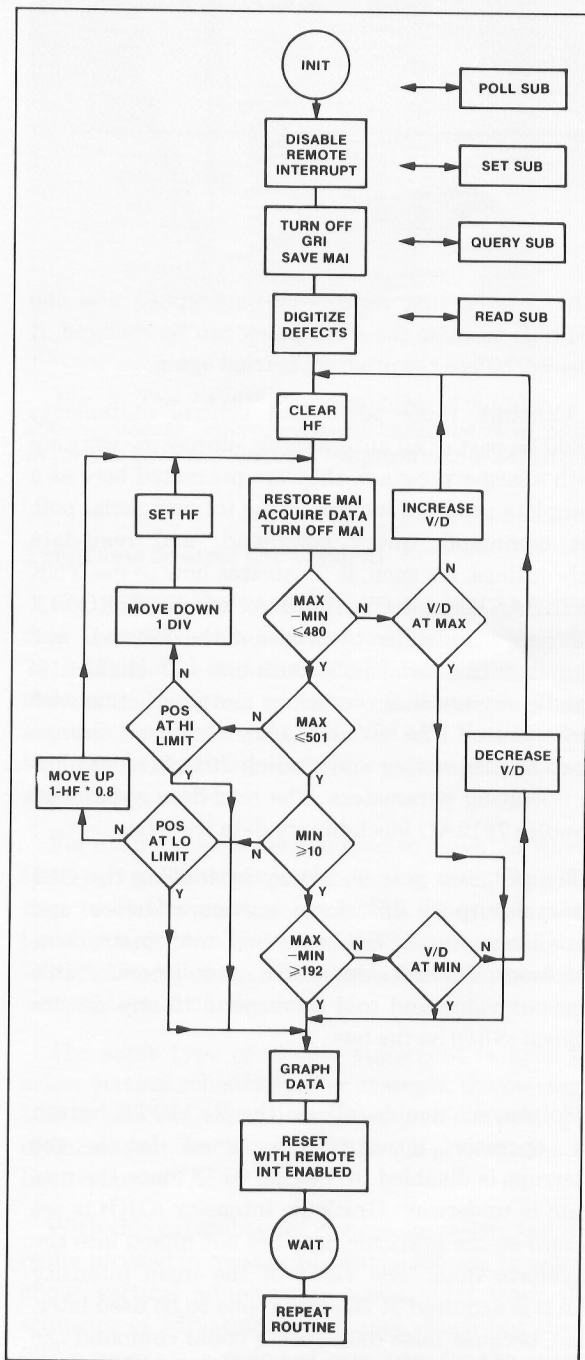 INIT
POLL SUB
DISABLE
REMOTE
INTERRUPT
SET SUB
TURN OFF
GRI
SAVE MAI
QUERY SUB
DIGITIZE
DEFECTS
READ SUB
CLEAR
HF
SET HF
RESTORE MAI
ACQUIRE DATA
TURN OFF MAI
INCREASE
V/D
MOVE DOWN
1 DIV
MAX
−MIN
≤480
N
V/D
AT MAX
N
Y
Y
N
POS
AT HI
LIMIT
N
MAX
≤501
MOVE UP
1-HF * 0.8
Y
Y
DECREASE
V/D
N
POS
AT LO
LIMIT
N
MIN
≥10
Y
Y
MAX
−MIN
≥192
N
V/D
AT MIN
N
Y
Y
GRAPH
DATA
RESET
WITH REMOTE
INT ENABLED
WAIT
REPEAT
ROUTINE